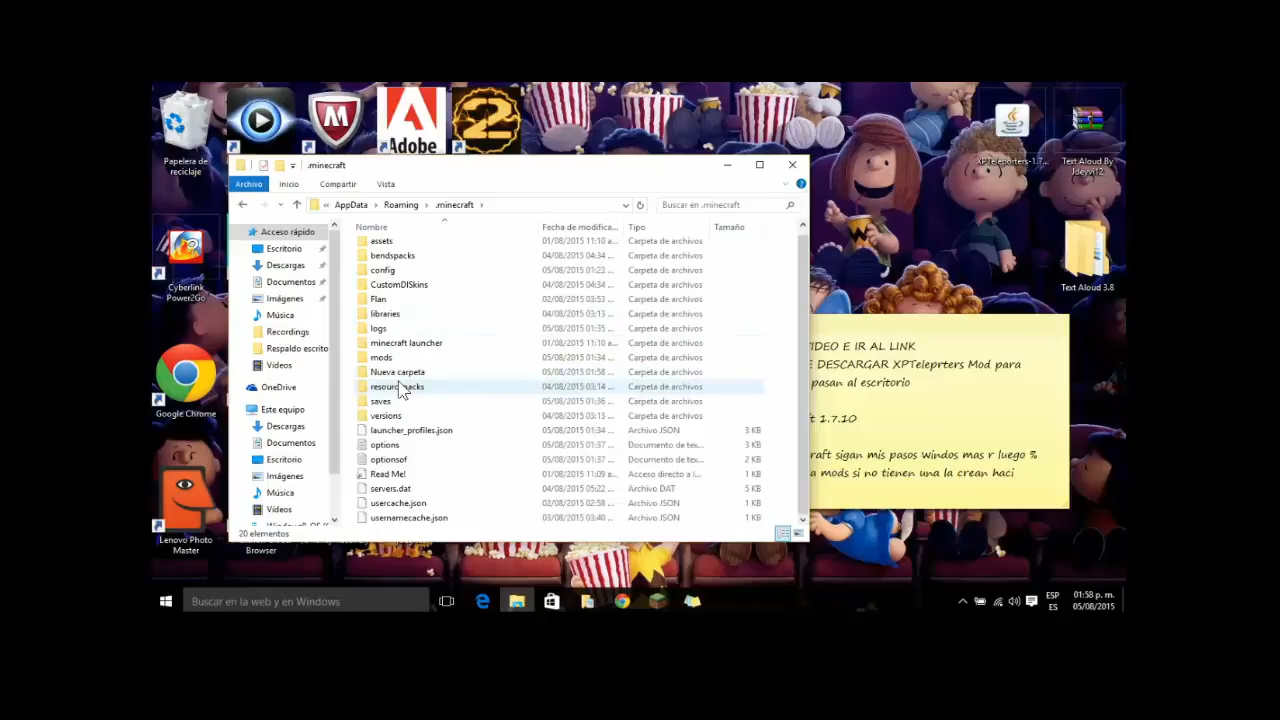 Papelera de
reciclaje
Adobe
2
XPTeleporters-1.7...
Text Aloud By
Jdeyvi12
.minecraft
Archivo
Inicio
Compartir
Vista
« AppData › Roaming › .minecraft ›
Buscar en .minecraft
Acceso rápido
Escritorio
Descargas
Documentos
Imágenes
Música
Recordings
Respaldo escrito
Vídeos
OneDrive
Este equipo
Descargas
Documentos
Escritorio
Imágenes
Música
Vídeos
Nombre Fecha de modifica... Tipo Tamaño
assets 01/08/2015 11:10 a... Carpeta de archivos
bendspacks 04/08/2015 04:34 ... Carpeta de archivos
config 05/08/2015 01:23 ... Carpeta de archivos
CustomDISkins 04/08/2015 04:34 ... Carpeta de archivos
Flan 02/08/2015 03:53 ... Carpeta de archivos
libraries 04/08/2015 03:13 ... Carpeta de archivos
logs 05/08/2015 01:35 ... Carpeta de archivos
minecraft launcher 01/08/2015 11:10 a... Carpeta de archivos
mods 05/08/2015 01:34 ... Carpeta de archivos
Nueva carpeta 05/08/2015 01:58 ... Carpeta de archivos
resourcepacks 04/08/2015 03:14 ... Carpeta de archivos
saves 05/08/2015 01:36 ... Carpeta de archivos
versions 04/08/2015 03:13 ... Carpeta de archivos
launcher_profiles.json 05/08/2015 01:34 ... Archivo JSON 3 KB
options 05/08/2015 01:37 ... Documento de tex... 3 KB
optionsof 05/08/2015 01:37 ... Documento de tex... 2 KB
Read Me! 01/08/2015 11:09 a... Acceso directo a i... 1 KB
servers.dat 04/08/2015 05:22 ... Archivo DAT 5 KB
usercache.json 02/08/2015 02:58 ... Archivo JSON 1 KB
usernamecache.json 03/08/2015 03:40 ... Archivo JSON 1 KB
20 elementos
Cyberlink
Power2Go
Google Chrome
Lenovo Photo
Master
Browser
Text Aloud 3.8
VIDEO E IR AL LINK
E DESCARGAR XPTeleprters Mod para
pasan al escritorio
ft 1.7.10
raft sigan mis pasos Windos mas r luego %
a mods si no tienen una la crean haci
Buscar en la web y en Windows
ESP
ES
01:58 p. m.
05/08/2015